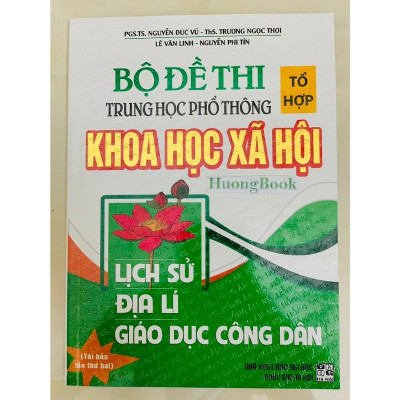 PGS.TS. NGUYỄN ĐỨC VŨ - ThS. TRƯƠNG NGỌC THƠI
LÊ VĂN LINH - NGUYỄN PHI TÍN
BỘ ĐỀ THI
TỔ HỢP
TRUNG HỌC PHỔ THÔNG
KHOA HỌC XÃ HỘI
HuongBook
LỊCH SỬ
ĐỊA LÍ
GIÁO DỤC CÔNG DÂN
(Tái bản
lần thứ hai)